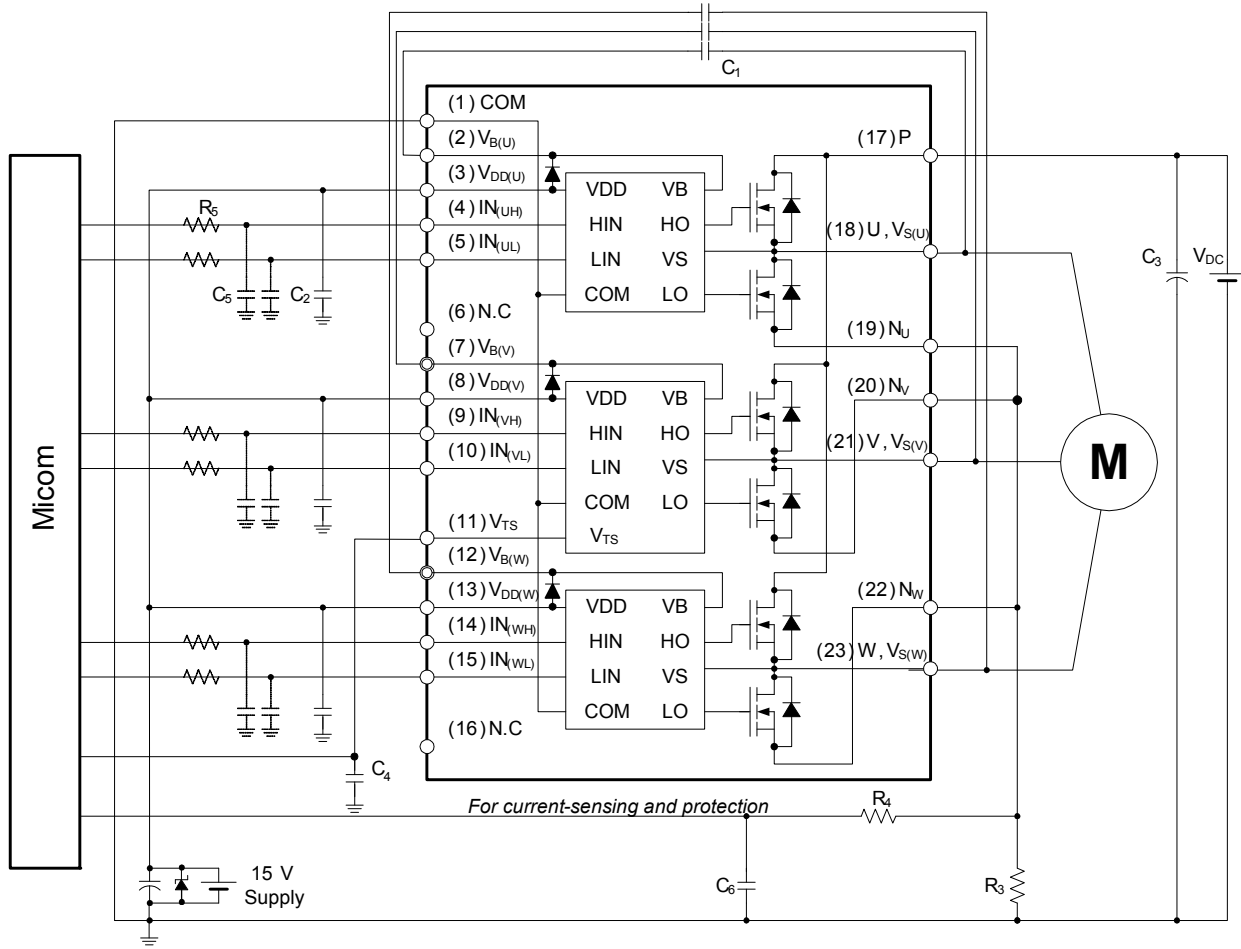 C1
(1) COM
(2) VB(U)
(3) VDD(U)
(4) IN(UH)
(5) IN(UL)
(6) N.C
(7) VB(V)
(8) VDD(V)
(9) IN(VH)
(10) IN(VL)
(11) VTS
(12) VB(W)
(13) VDD(W)
(14) IN(WH)
(15) IN(WL)
(16) N.C
VDD VB
HIN HO
LIN VS
COM LO
VDD VB
HIN HO
LIN VS
COM LO
VTS
VDD VB
HIN HO
LIN VS
COM LO
(17) P
(18) U, VS(U)
(19) NU
(20) NV
(21) V, VS(V)
(22) NW
(23) W, VS(W)
Micom
R5
C5
C2
C4
C3
VDC
M
For current-sensing and protection
R4
C6
R3
15 V
Supply